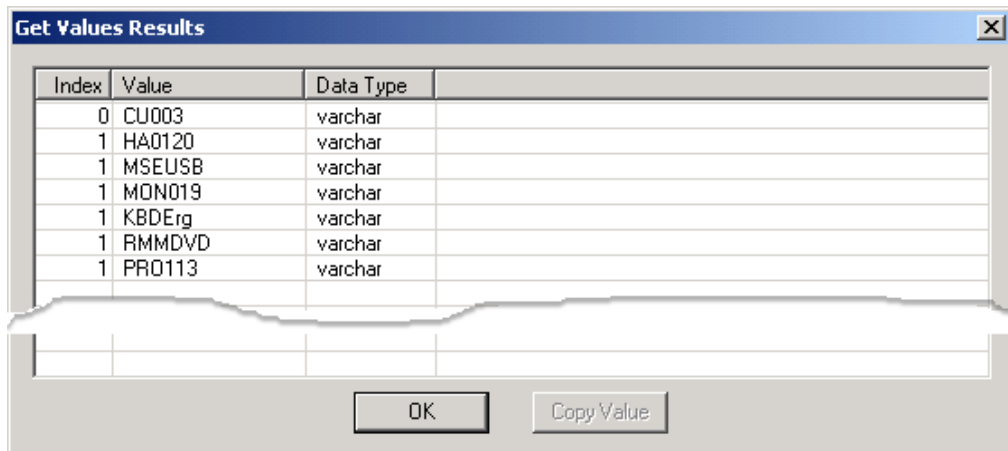 Get Values Results
Index Value Data Type
0 CU003 varchar
1 HA0120 varchar
1 MSEUSB varchar
1 MON019 varchar
1 KBDErg varchar
1 RMMDVD varchar
1 PRO113 varchar
OK Copy Value